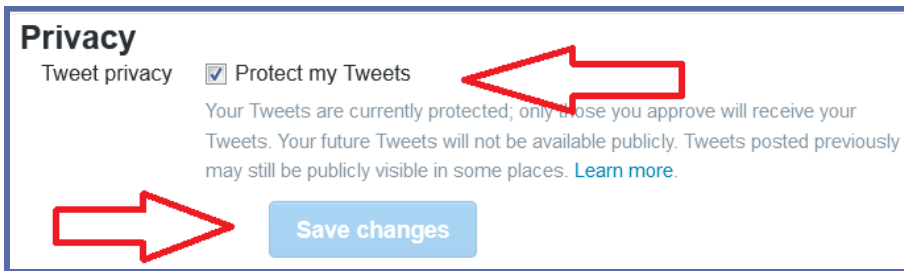 Privacy
Tweet privacy Protect my Tweets
Your Tweets are currently protected; only those you approve will receive your
Tweets. Your future Tweets will not be available publicly. Tweets posted previously
may still be publicly visible in some places. Learn more.
Save changes